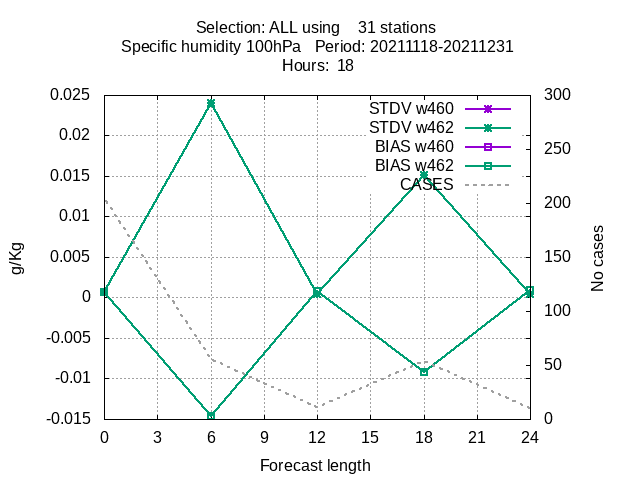 Selection: ALL using    31 stations
Specific humidity 100hPa   Period: 20211118-20211231
Hours:  18
0.025
0.02
0.015
0.01
0.005
0
-0.005
-0.01
-0.015
g/Kg
STDV w460
STDV w462
BIAS w460
BIAS w462
CASES
300
250
200
150
100
50
0
No cases
0 3 6 9 12 15 18 21 24
Forecast length